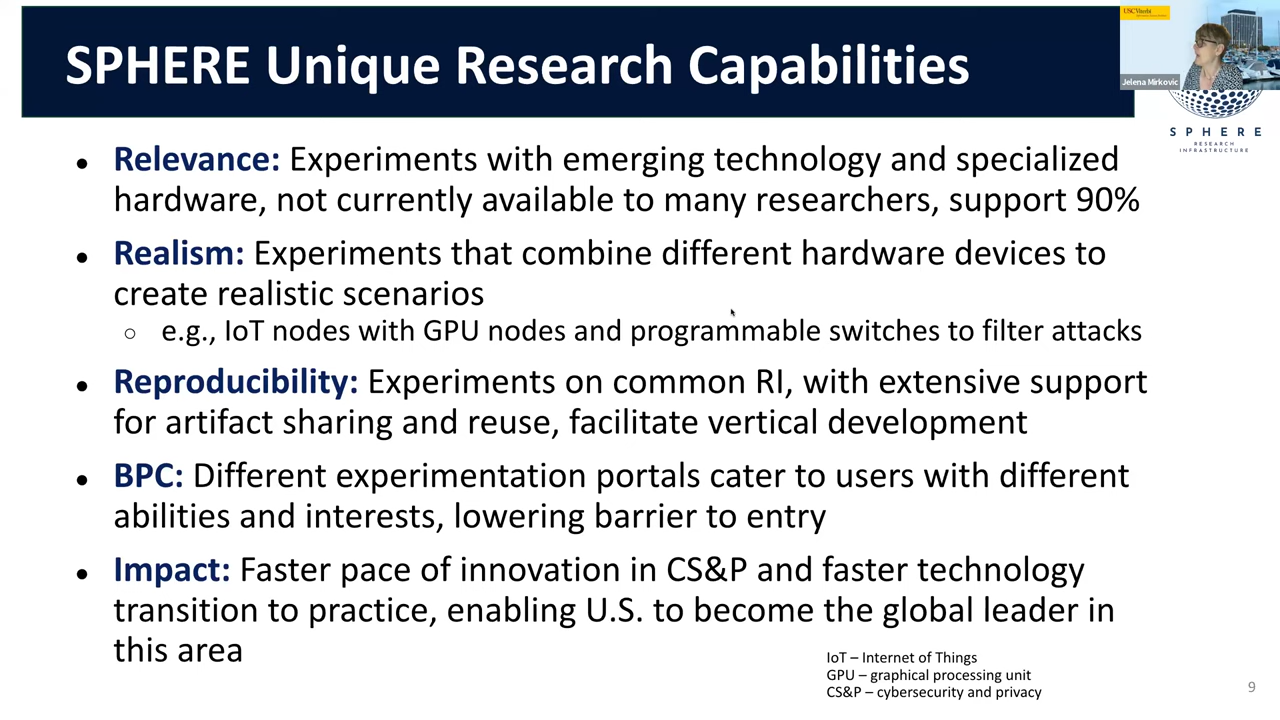 SPHERE Unique Research Capabilities
USC Viterbi
Jelena Mirkovic
SPHERE
RESEARCH
INFRASTRUCTURE
• Relevance: Experiments with emerging technology and specialized
hardware, not currently available to many researchers, support 90%
• Realism: Experiments that combine different hardware devices to
create realistic scenarios
○ e.g., IoT nodes with GPU nodes and programmable switches to filter attacks
• Reproducibility: Experiments on common RI, with extensive support
for artifact sharing and reuse, facilitate vertical development
• BPC: Different experimentation portals cater to users with different
abilities and interests, lowering barrier to entry
• Impact: Faster pace of innovation in CS&P and faster technology
transition to practice, enabling U.S. to become the global leader in
this area
IoT – Internet of Things
GPU – graphical processing unit
CS&P – cybersecurity and privacy
9